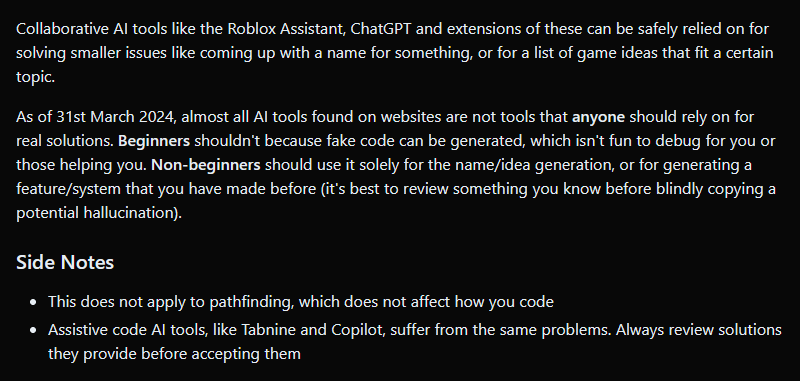 Collaborative AI tools like the Roblox Assistant, ChatGPT and extensions of these can be safely relied on for
solving smaller issues like coming up with a name for something, or for a list of game ideas that fit a certain
topic.
As of 31st March 2024, almost all AI tools found on websites are not tools that anyone should rely on for
real solutions. Beginners shouldn't because fake code can be generated, which isn't fun to debug for you or
those helping you. Non-beginners should use it solely for the name/idea generation, or for generating a
feature/system that you have made before (it's best to review something you know before blindly copying a
potential hallucination).
Side Notes
• This does not apply to pathfinding, which does not affect how you code
• Assistive code AI tools, like Tabnine and Copilot, suffer from the same problems. Always review solutions
they provide before accepting them